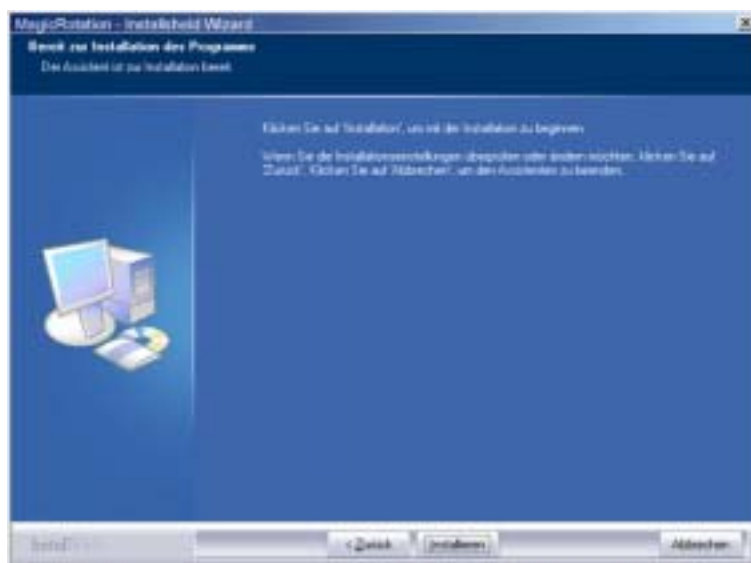 MagicRotation - InstallShield Wizard
Bereit zur Installation des Programms
Der Assistent ist zur Installation bereit.
Klicken Sie auf 'Installation', um mit der Installation zu beginnen.
Wenn Sie die Installationseinstellungen überprüfen oder ändern möchten, klicken Sie auf
'Zurück'. Klicken Sie auf 'Abbrechen', um den Assistenten zu beenden.
< Zurück
Installieren
Abbrechen